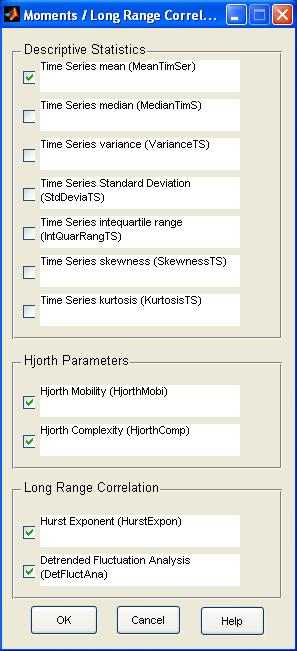 Moments / Long Range Correl...
Descriptive Statistics
Time Series mean (MeanTimSer)
Time Series median (MedianTimS)
Time Series variance (VarianceTS)
Time Series Standard Deviation
(StdDeviaTS)
Time Series intequartile range
(IntQuarRangTS)
Time Series skewness (SkewnessTS)
Time Series kurtosis (KurtosisTS)
Hjorth Parameters
Hjorth Mobility (HjorthMobi)
Hjorth Complexity (HjorthComp)
Long Range Correlation
Hurst Exponent (HurstExpon)
Detrended Fluctuation Analysis
(DetFluctAna)
OK
Cancel
Help